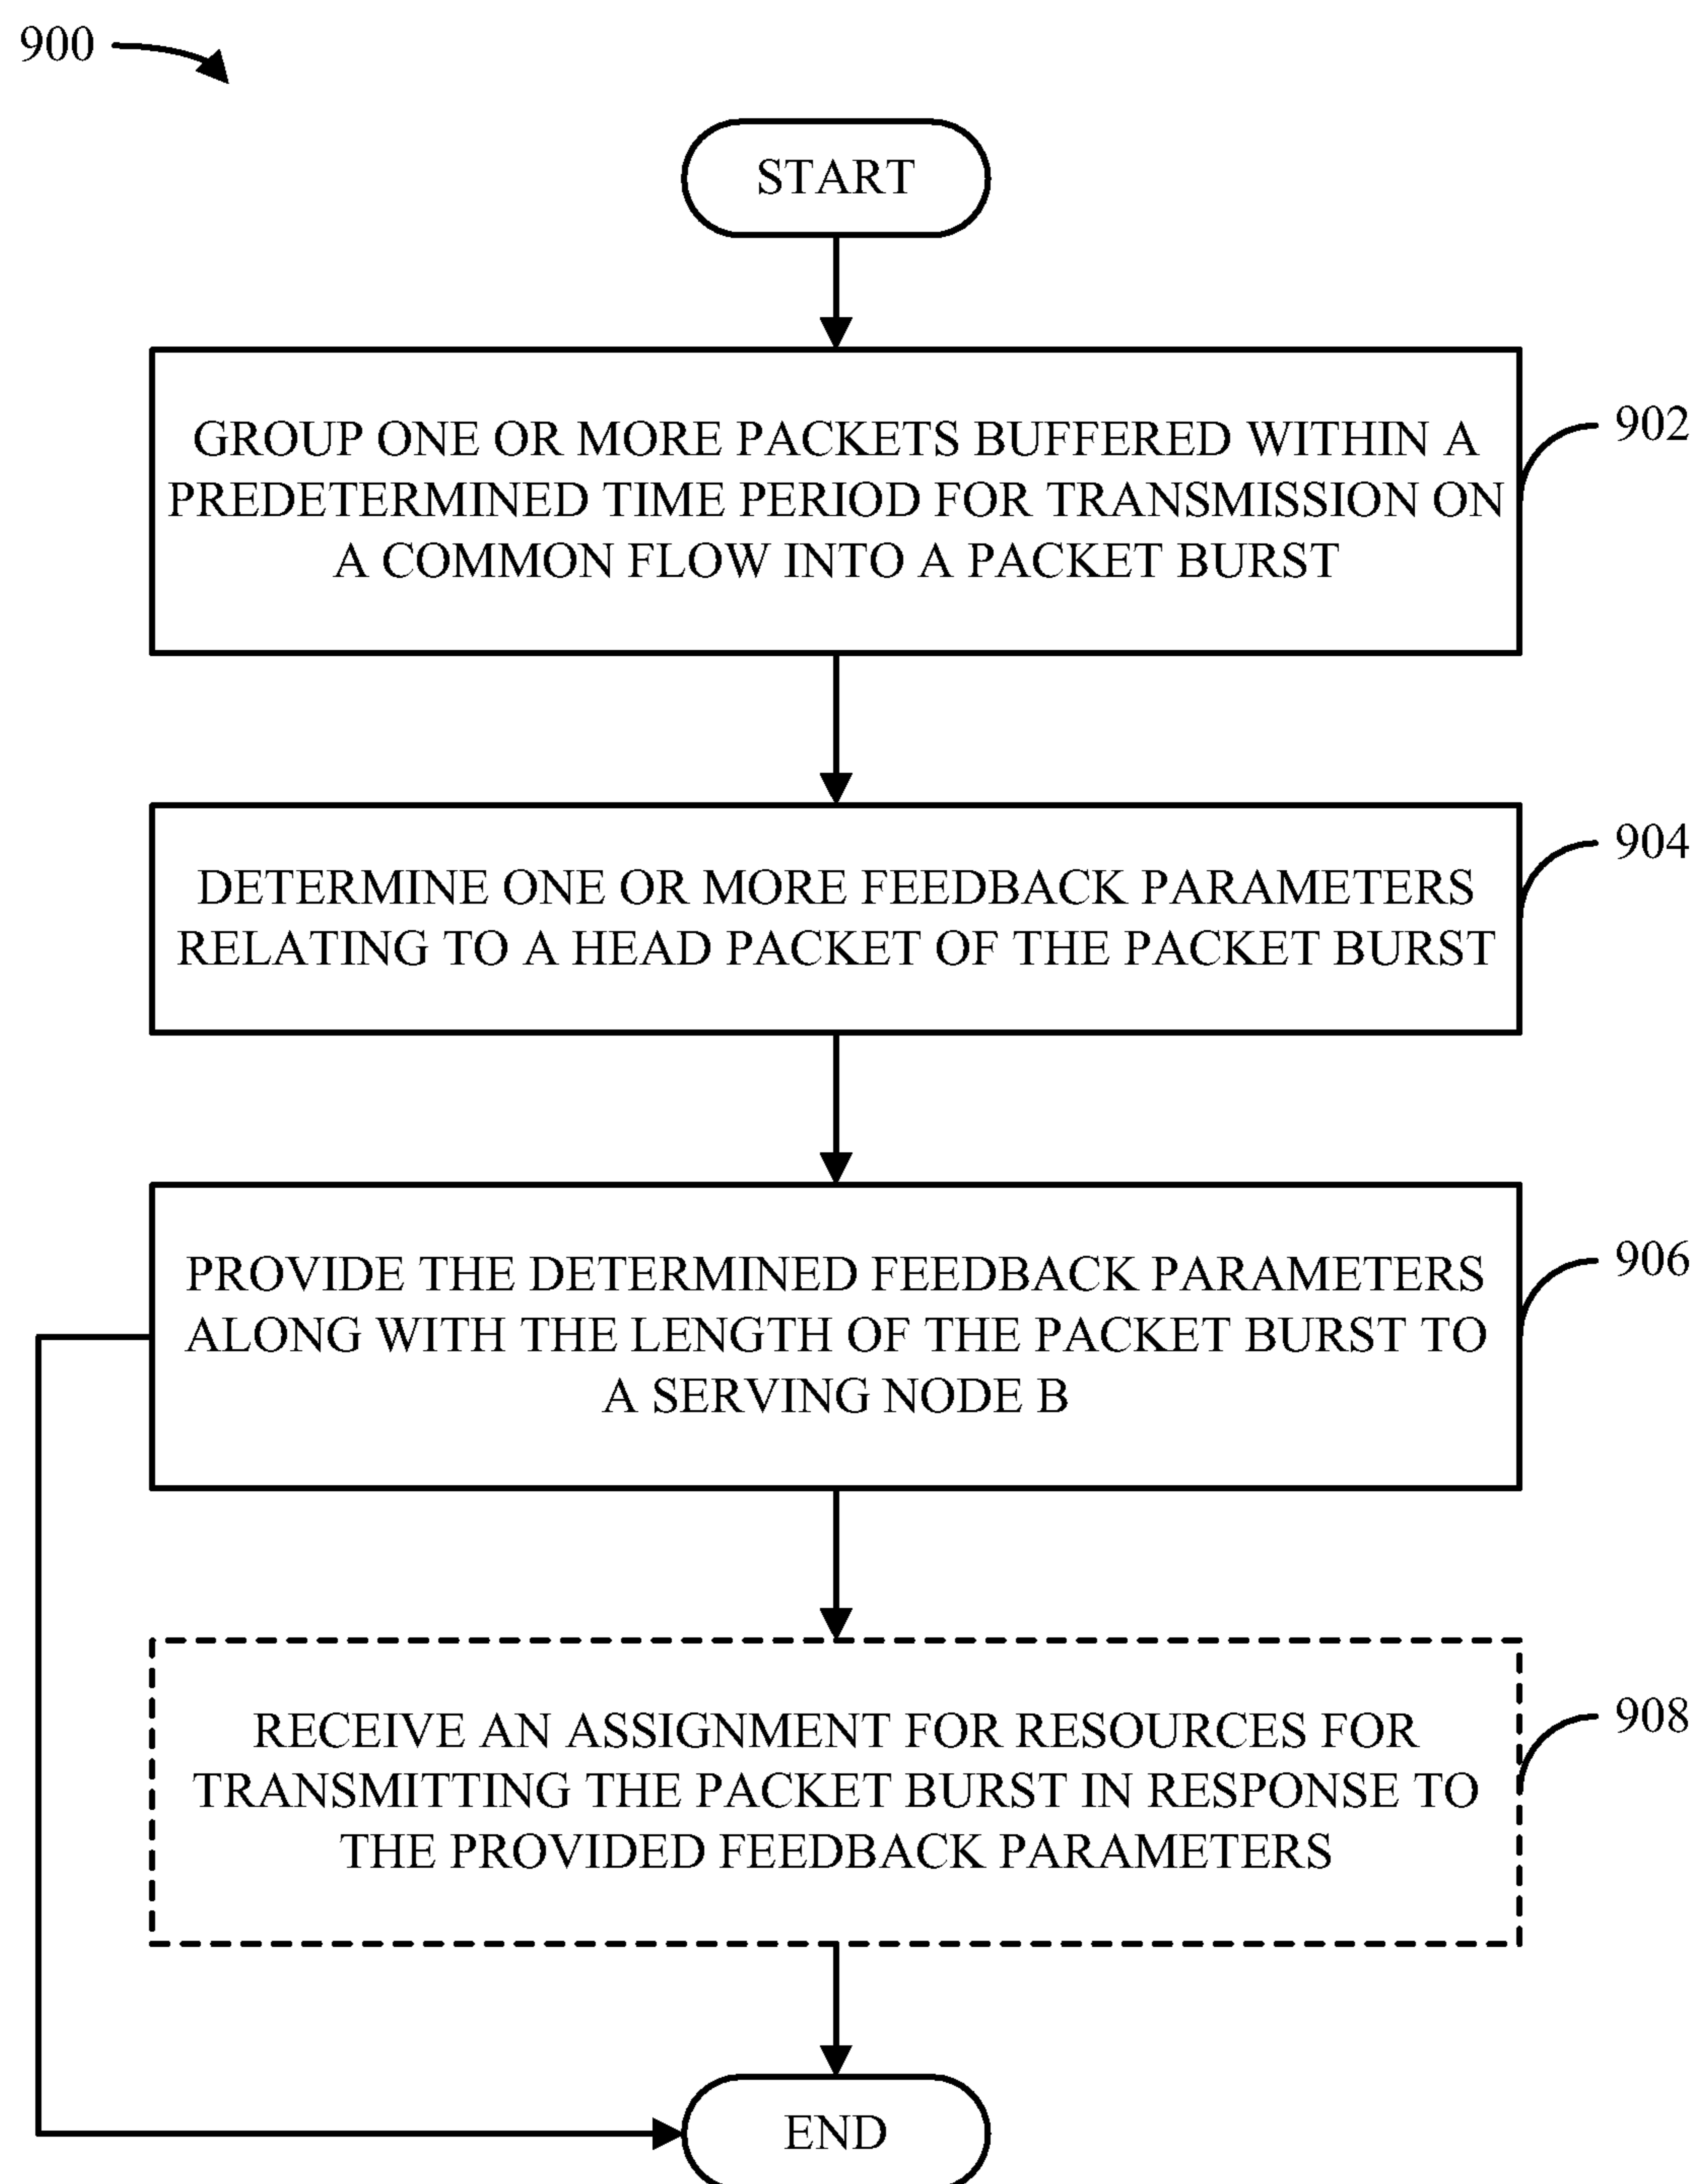 900
START
GROUP ONE OR MORE PACKETS BUFFERED WITHIN A
PREDETERMINED TIME PERIOD FOR TRANSMISSION ON
A COMMON FLOW INTO A PACKET BURST
902
DETERMINE ONE OR MORE FEEDBACK PARAMETERS
RELATING TO A HEAD PACKET OF THE PACKET BURST
904
PROVIDE THE DETERMINED FEEDBACK PARAMETERS
ALONG WITH THE LENGTH OF THE PACKET BURST TO
A SERVING NODE B
906
RECEIVE AN ASSIGNMENT FOR RESOURCES FOR
TRANSMITTING THE PACKET BURST IN RESPONSE TO
THE PROVIDED FEEDBACK PARAMETERS
908
END